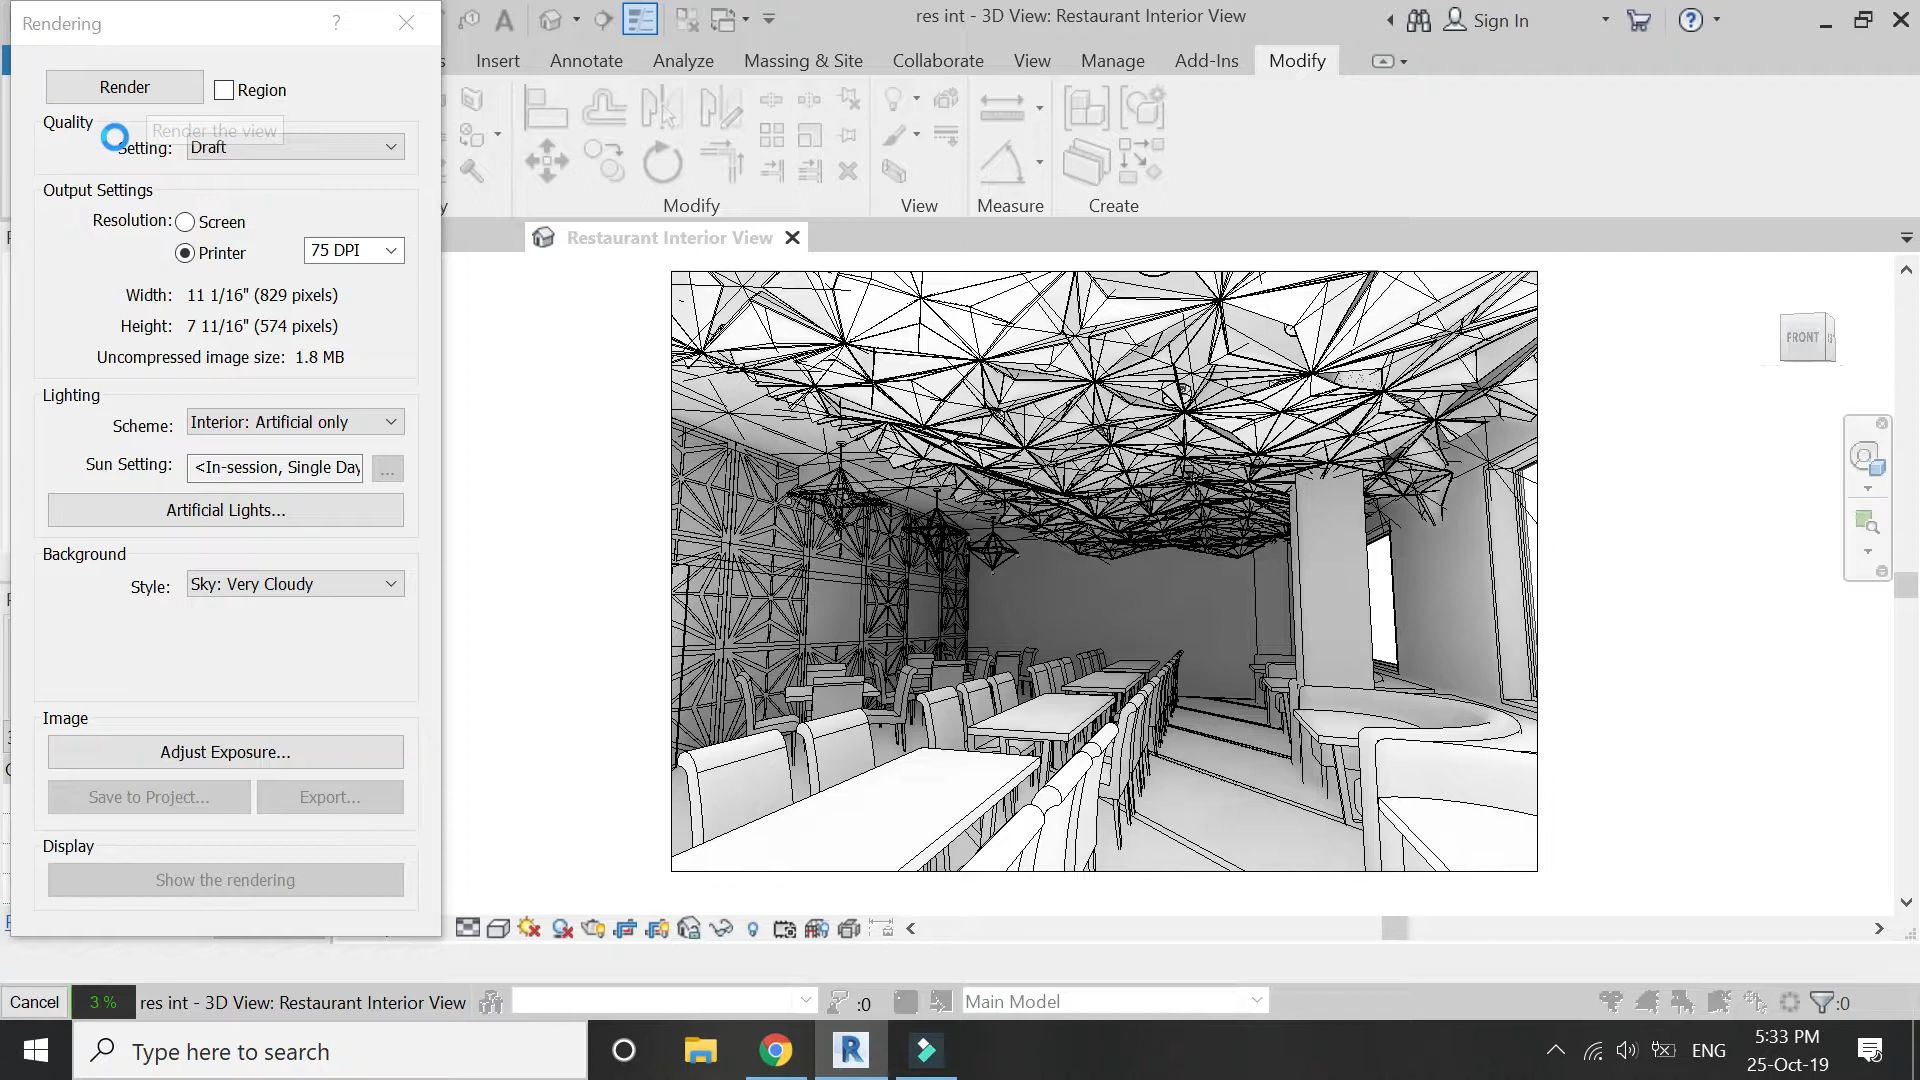 Rendering
?
res int - 3D View: Restaurant Interior View
Sign In
Insert
Annotate
Analyze
Massing & Site
Collaborate
View
Manage
Add-Ins
Modify
Render
Region
Render the view
Quality
Setting:
Draft
Output Settings
Resolution:
Screen
Printer
75 DPI
Width: 11 1/16" (829 pixels)
Height: 7 11/16" (574 pixels)
Uncompressed image size: 1.8 MB
Lighting
Scheme:
Interior: Artificial only
Sun Setting:
<In-session, Single Day
...
Artificial Lights...
Background
Style:
Sky: Very Cloudy
Image
Adjust Exposure...
Save to Project...
Export...
Display
Show the rendering
Modify
View
Measure
Create
Restaurant Interior View
FRONT
Cancel
3 %
res int - 3D View: Restaurant Interior View
:0
Main Model
:0
Type here to search
ENG
5:33 PM
25-Oct-19